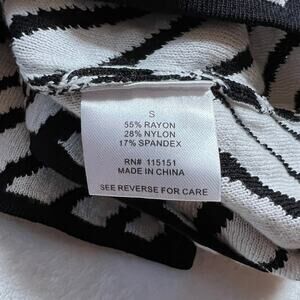 S
55% RAYON
28% NYLON
17% SPANDEX
RN# 115151
MADE IN CHINA
SEE REVERSE FOR CARE